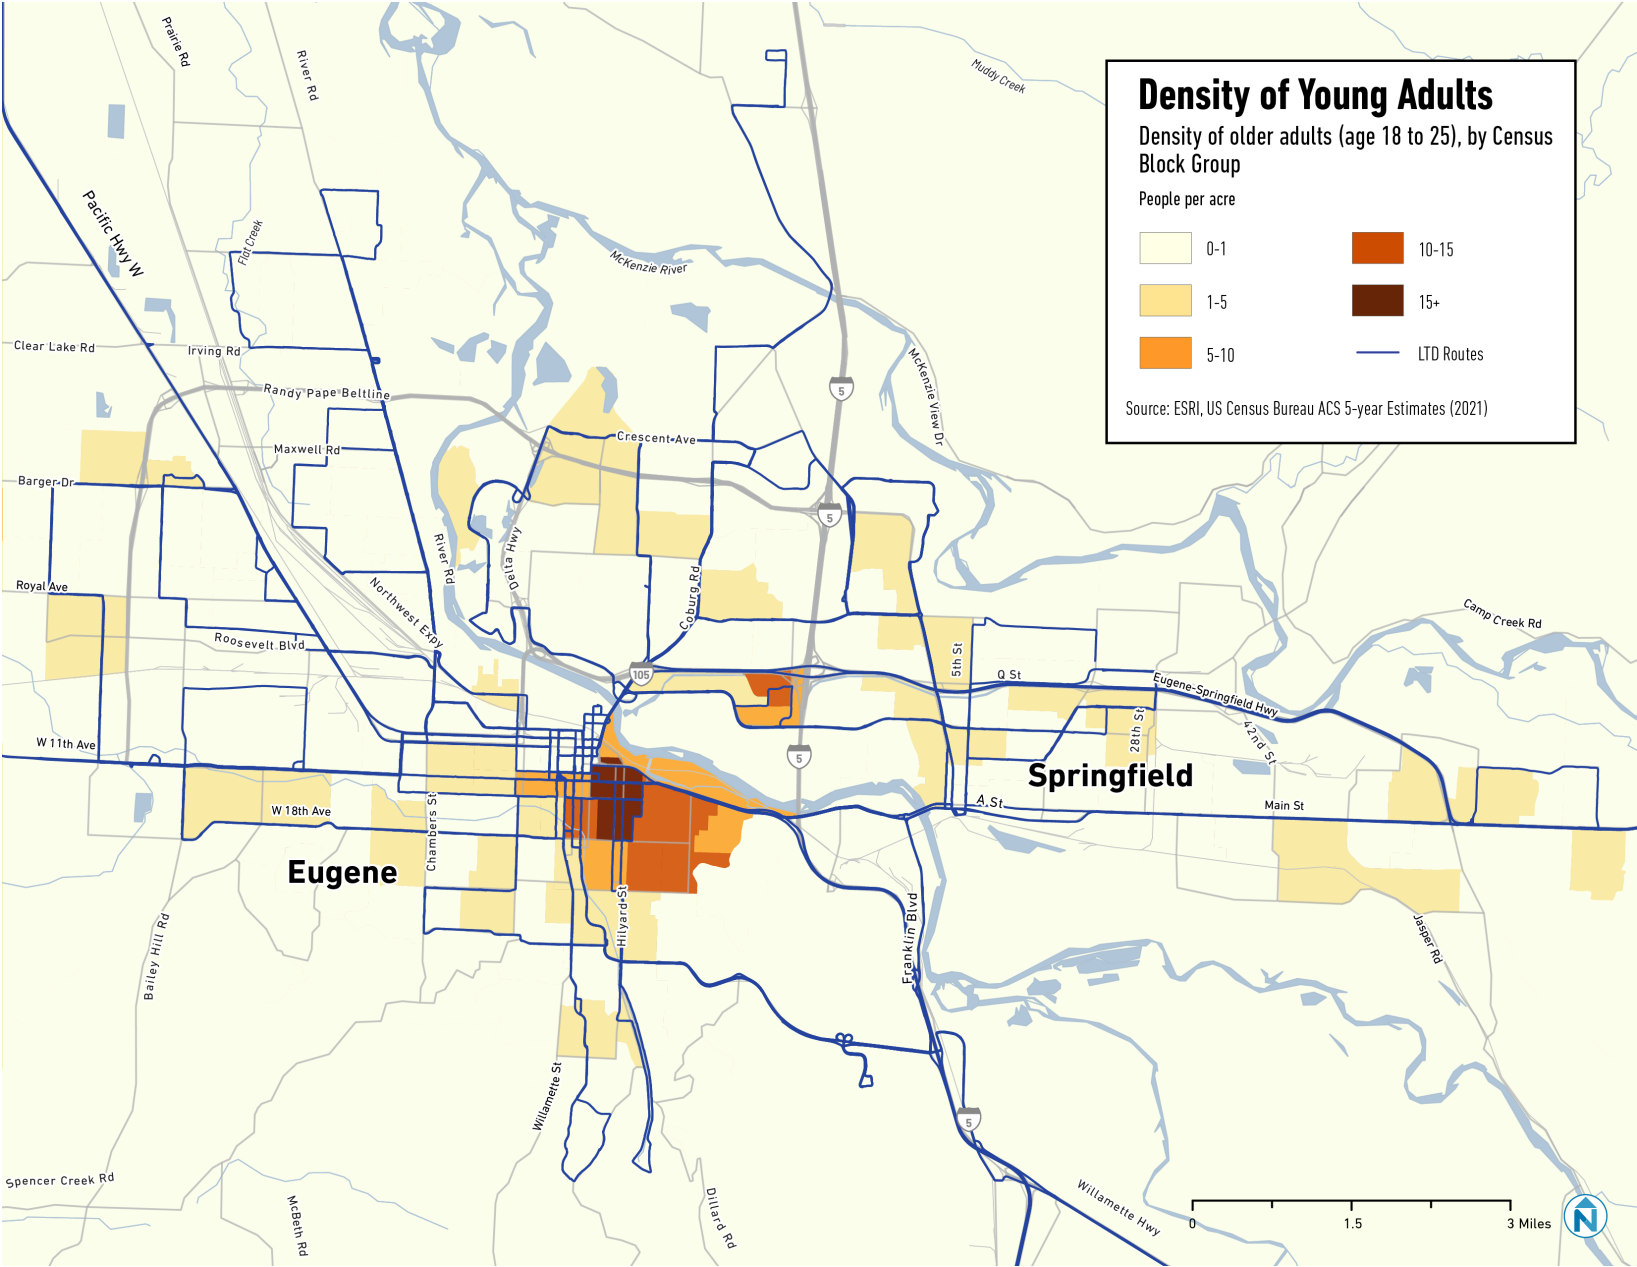 Density of Young Adults
Density of older adults (age 18 to 25), by Census
Block Group
People per acre
0-1
10-15
1-5
15+
5-10
LTD Routes
Source: ESRI, US Census Bureau ACS 5-year Estimates (2021)
Prairie Rd
River Rd
Muddy Creek
Pacific Hwy W
Flat Creek
McKenzie River
Clear Lake Rd
Irving Rd
Randy Pape Beltline
5
McKenzie View Dr
Crescent Ave
Maxwell Rd
Barger Dr
5
River Rd
Delta Hwy
Royal Ave
Northwest Expy
Coburg Rd
Camp Creek Rd
Roosevelt Blvd
5th St
105
Q St
Eugene-Springfield Hwy
28th St
42nd St
W 11th Ave
5
Springfield
A St
Main St
W 18th Ave
Chambers St
Eugene
Hilyard St
Franklin Blvd
Bailey Hill Rd
Jasper Rd
Willamette St
5
Spencer Creek Rd
McBeth Rd
Dillard Rd
Willamette Hwy
0
1.5
3 Miles
N